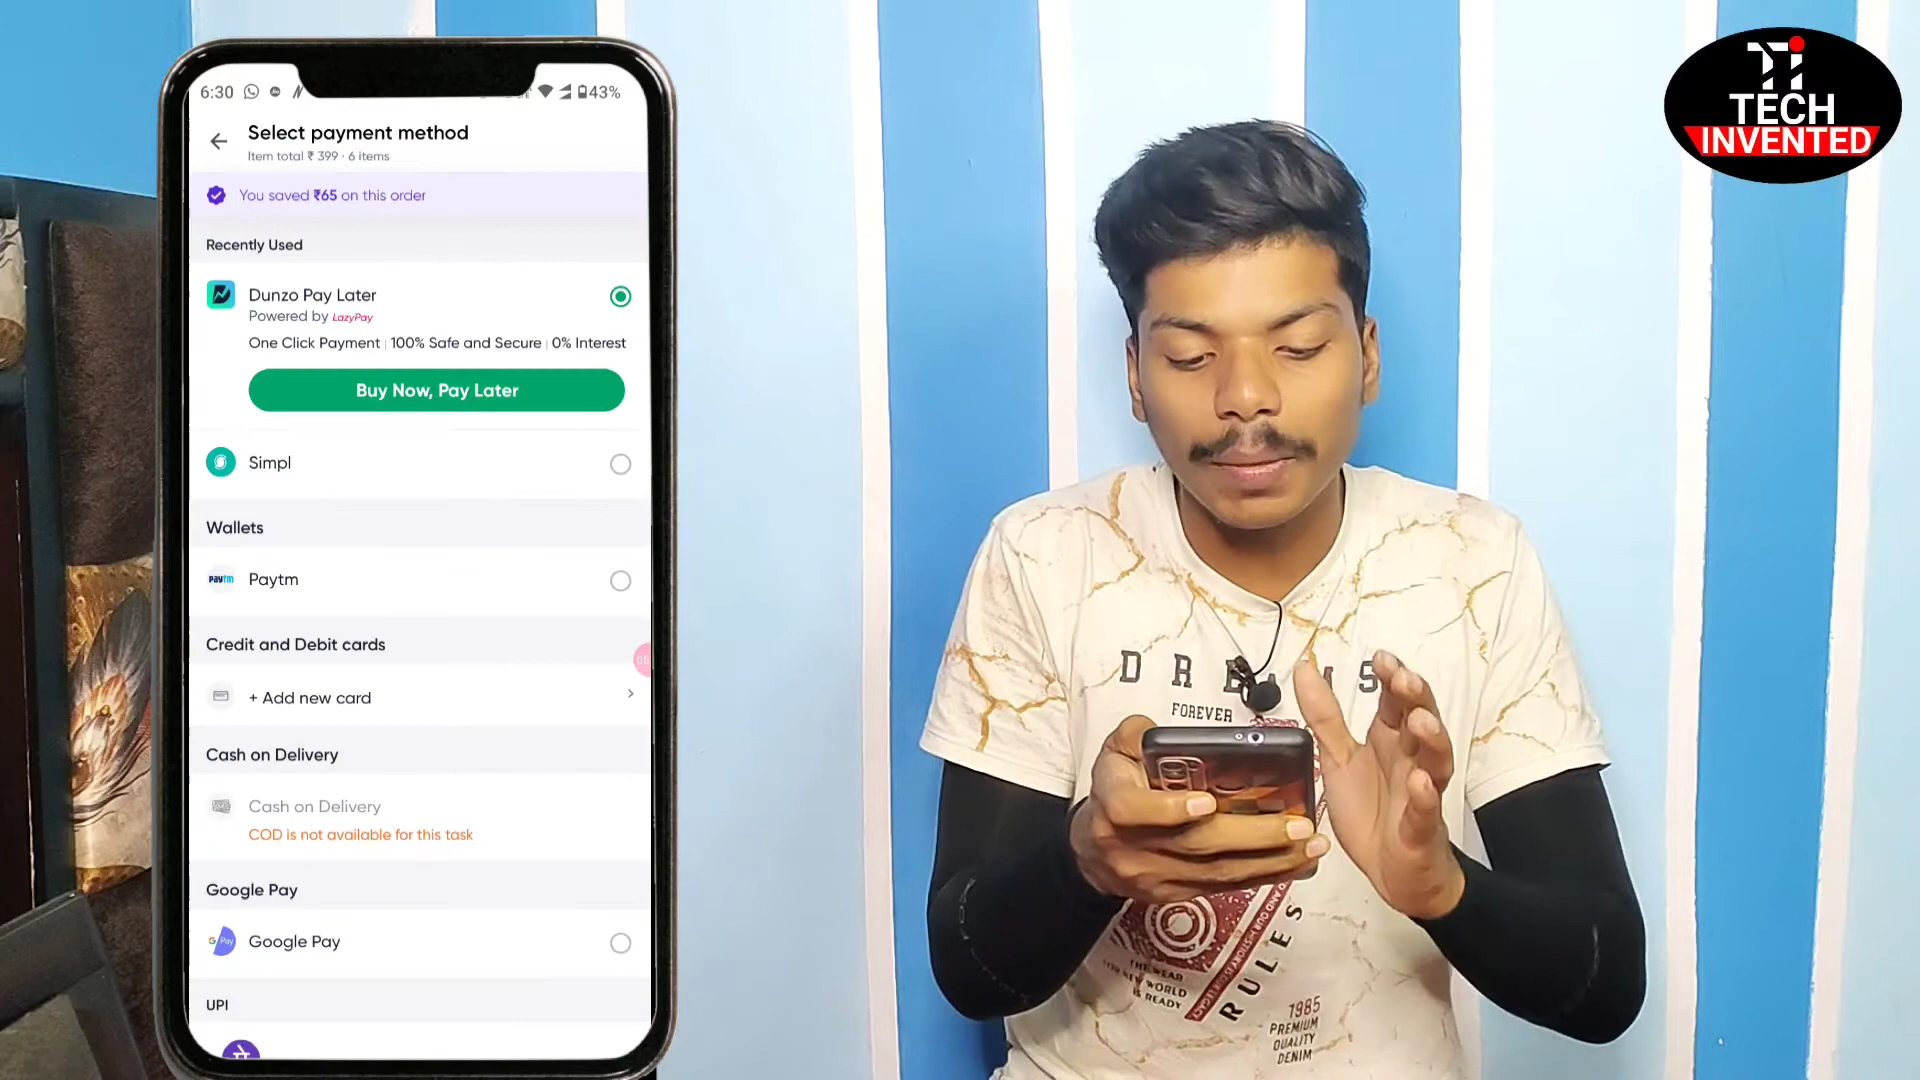 6:30
43%
Select payment method
Item total ₹ 399 · 6 items
You saved ₹65 on this order
Recently Used
Dunzo Pay Later
Powered by LazyPay
One Click Payment | 100% Safe and Secure | 0% Interest
Buy Now, Pay Later
Simpl
Wallets
Paytm
Paytm
Credit and Debit cards
05
+ Add new card
Cash on Delivery
Cash on Delivery
COD is not available for this task
Google Pay
G Pay
Google Pay
UPI
TECH
INVENTED
FOREVER
THE WEAR
NEW WORLD
IS READY
RULES
1985
PREMIUM
QUALITY
DENIM